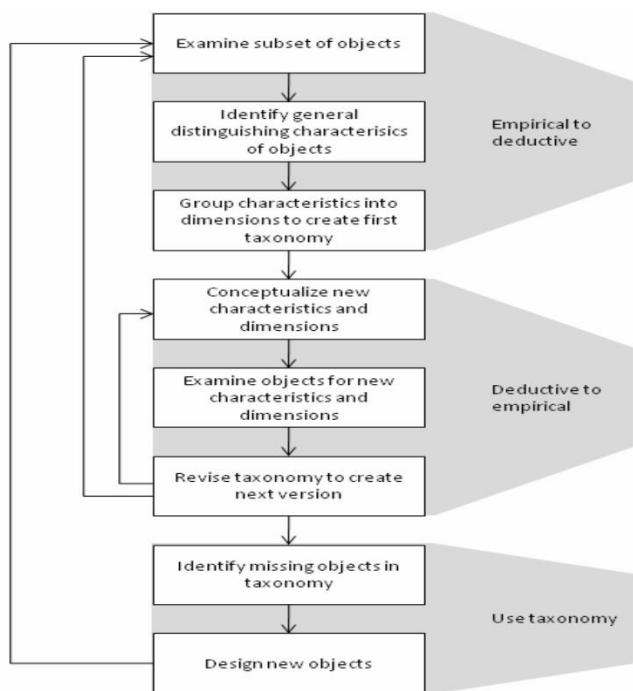 Examine subset of objects
Identify general
distinguishing characterisics
of objects
Empirical to
deductive
Group characteristics into
dimensions to create first
taxonomy
Conceptualize new
characteristics and
dimensions
Examine objects for new
characteristics and
dimensions
Deductive to
empirical
Revise taxonomy to create
next version
Identify missing objects in
taxonomy
Use taxonomy
Design new objects